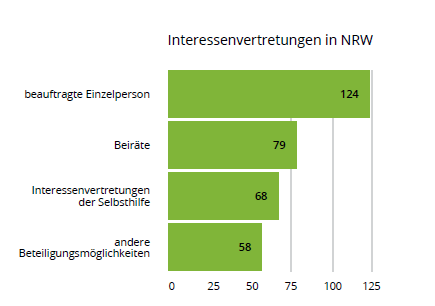 Interessenvertretungen in NRW
beauftragte Einzelperson
124
Beiräte
79
Interessenvertretungen
der Selbsthilfe
68
andere
Beteiligungsmöglichkeiten
58
0 25 50 75 100 125